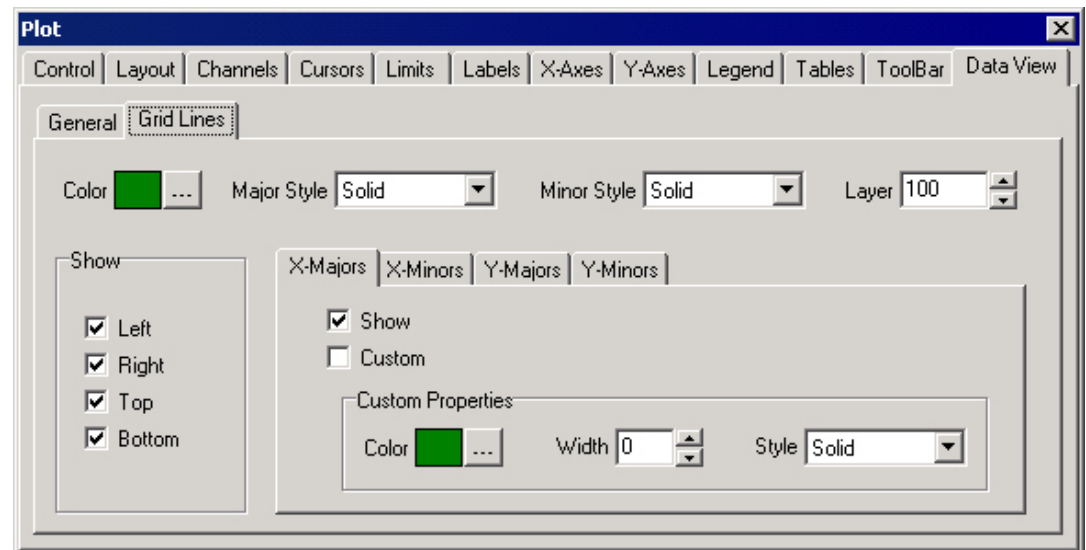 Plot
Control Layout Channels Cursors Limits Labels X-Axes Y-Axes Legend Tables ToolBar Data View
General Grid Lines
Color ... Major Style Solid Minor Style Solid Layer 100
Show
Left
Right
Top
Bottom
X-Majors X-Minors Y-Majors Y-Minors
Show
Custom
Custom Properties
Color ... Width 0 Style Solid